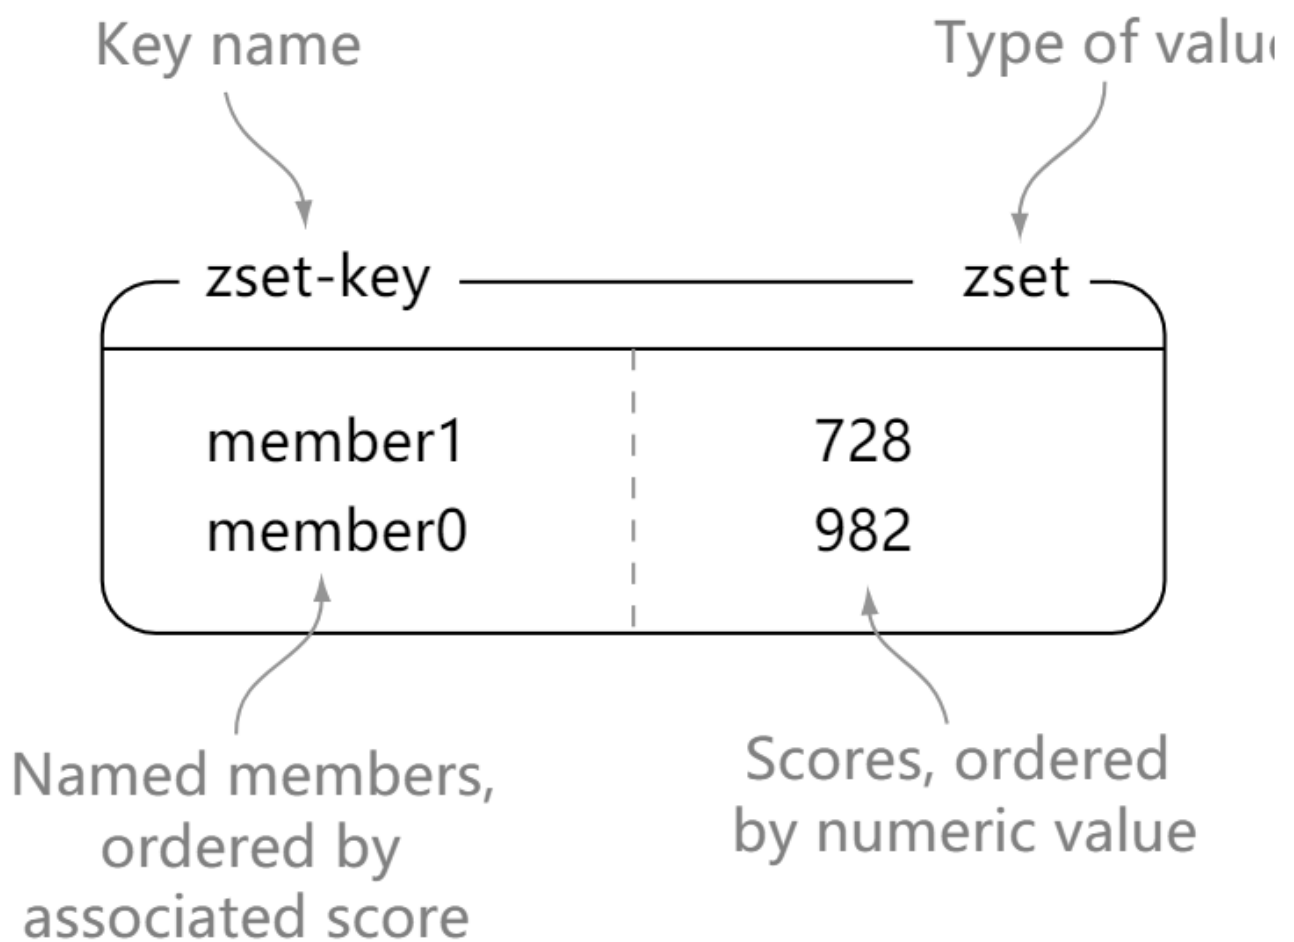 Key name
Type of valu
zset-key
zset
member1
728
member0
982
Named members,
ordered by
associated score
Scores, ordered
by numeric value